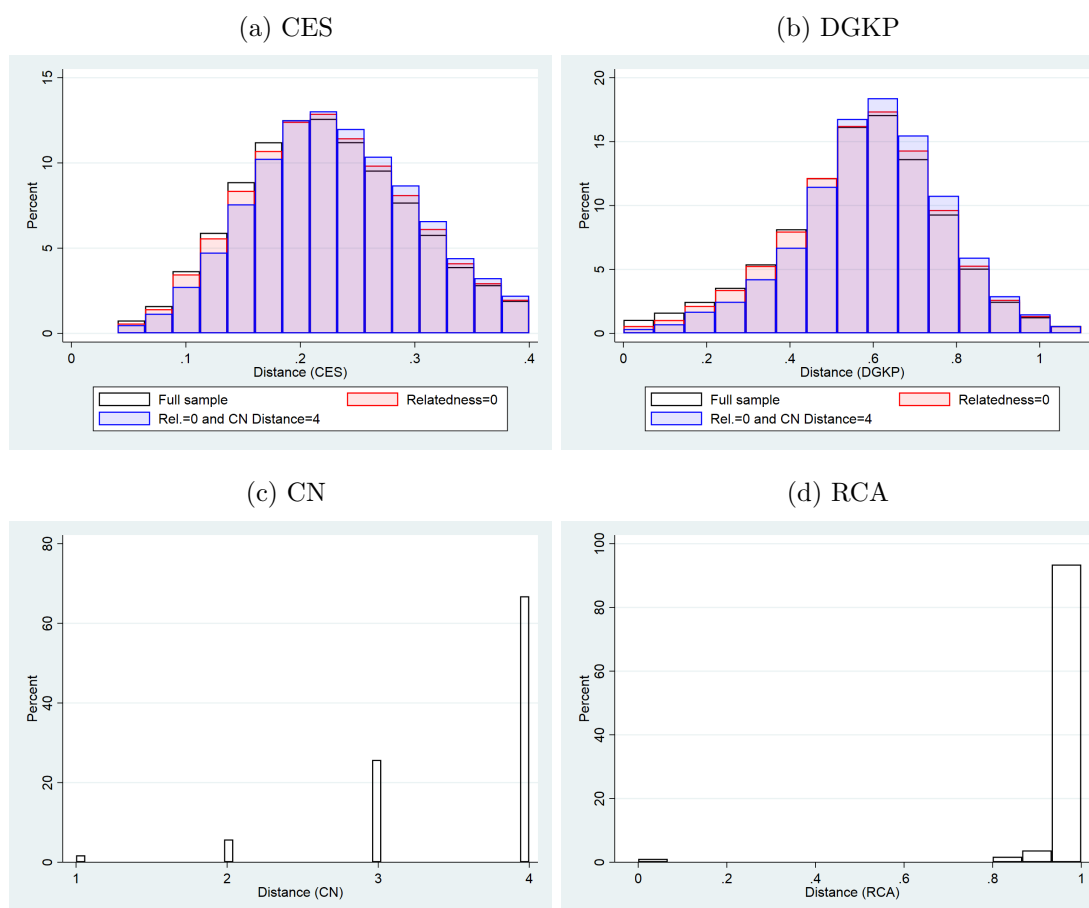 (a) CES
(b) DGKP
15
10
5
0
Percent
0 .1 .2 .3 .4
Distance (CES)
Full sample Relatedness=0
Rel.=0 and CN Distance=4
20
15
10
5
0
Percent
0 .2 .4 .6 .8 1
Distance (DGKP)
Full sample Relatedness=0
Rel.=0 and CN Distance=4
(c) CN
(d) RCA
80
60
40
20
0
Percent
1 2 3 4
Distance (CN)
100
80
60
40
20
0
Percent
0 .2 .4 .6 .8 1
Distance (RCA)